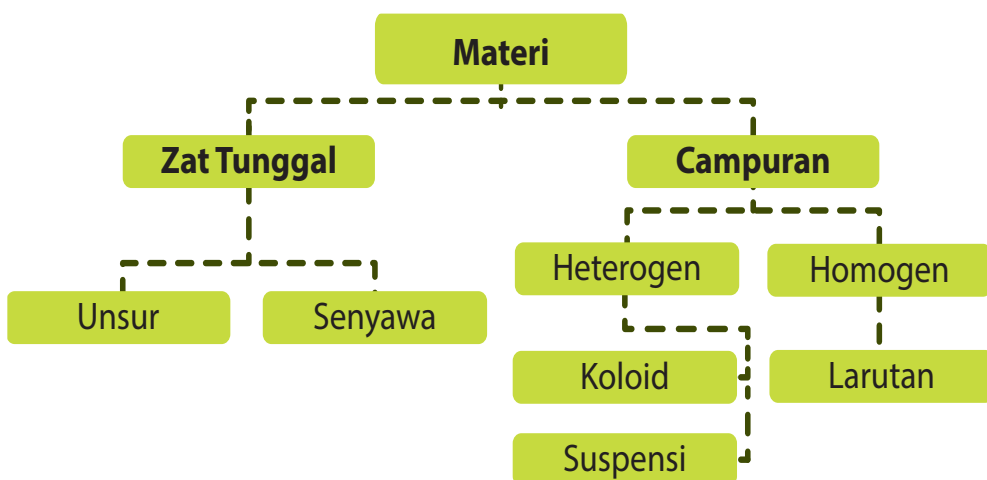 Materi
Zat Tunggal
Campuran
Heterogen
Homogen
Unsur
Senyawa
Koloid
Larutan
Suspensi